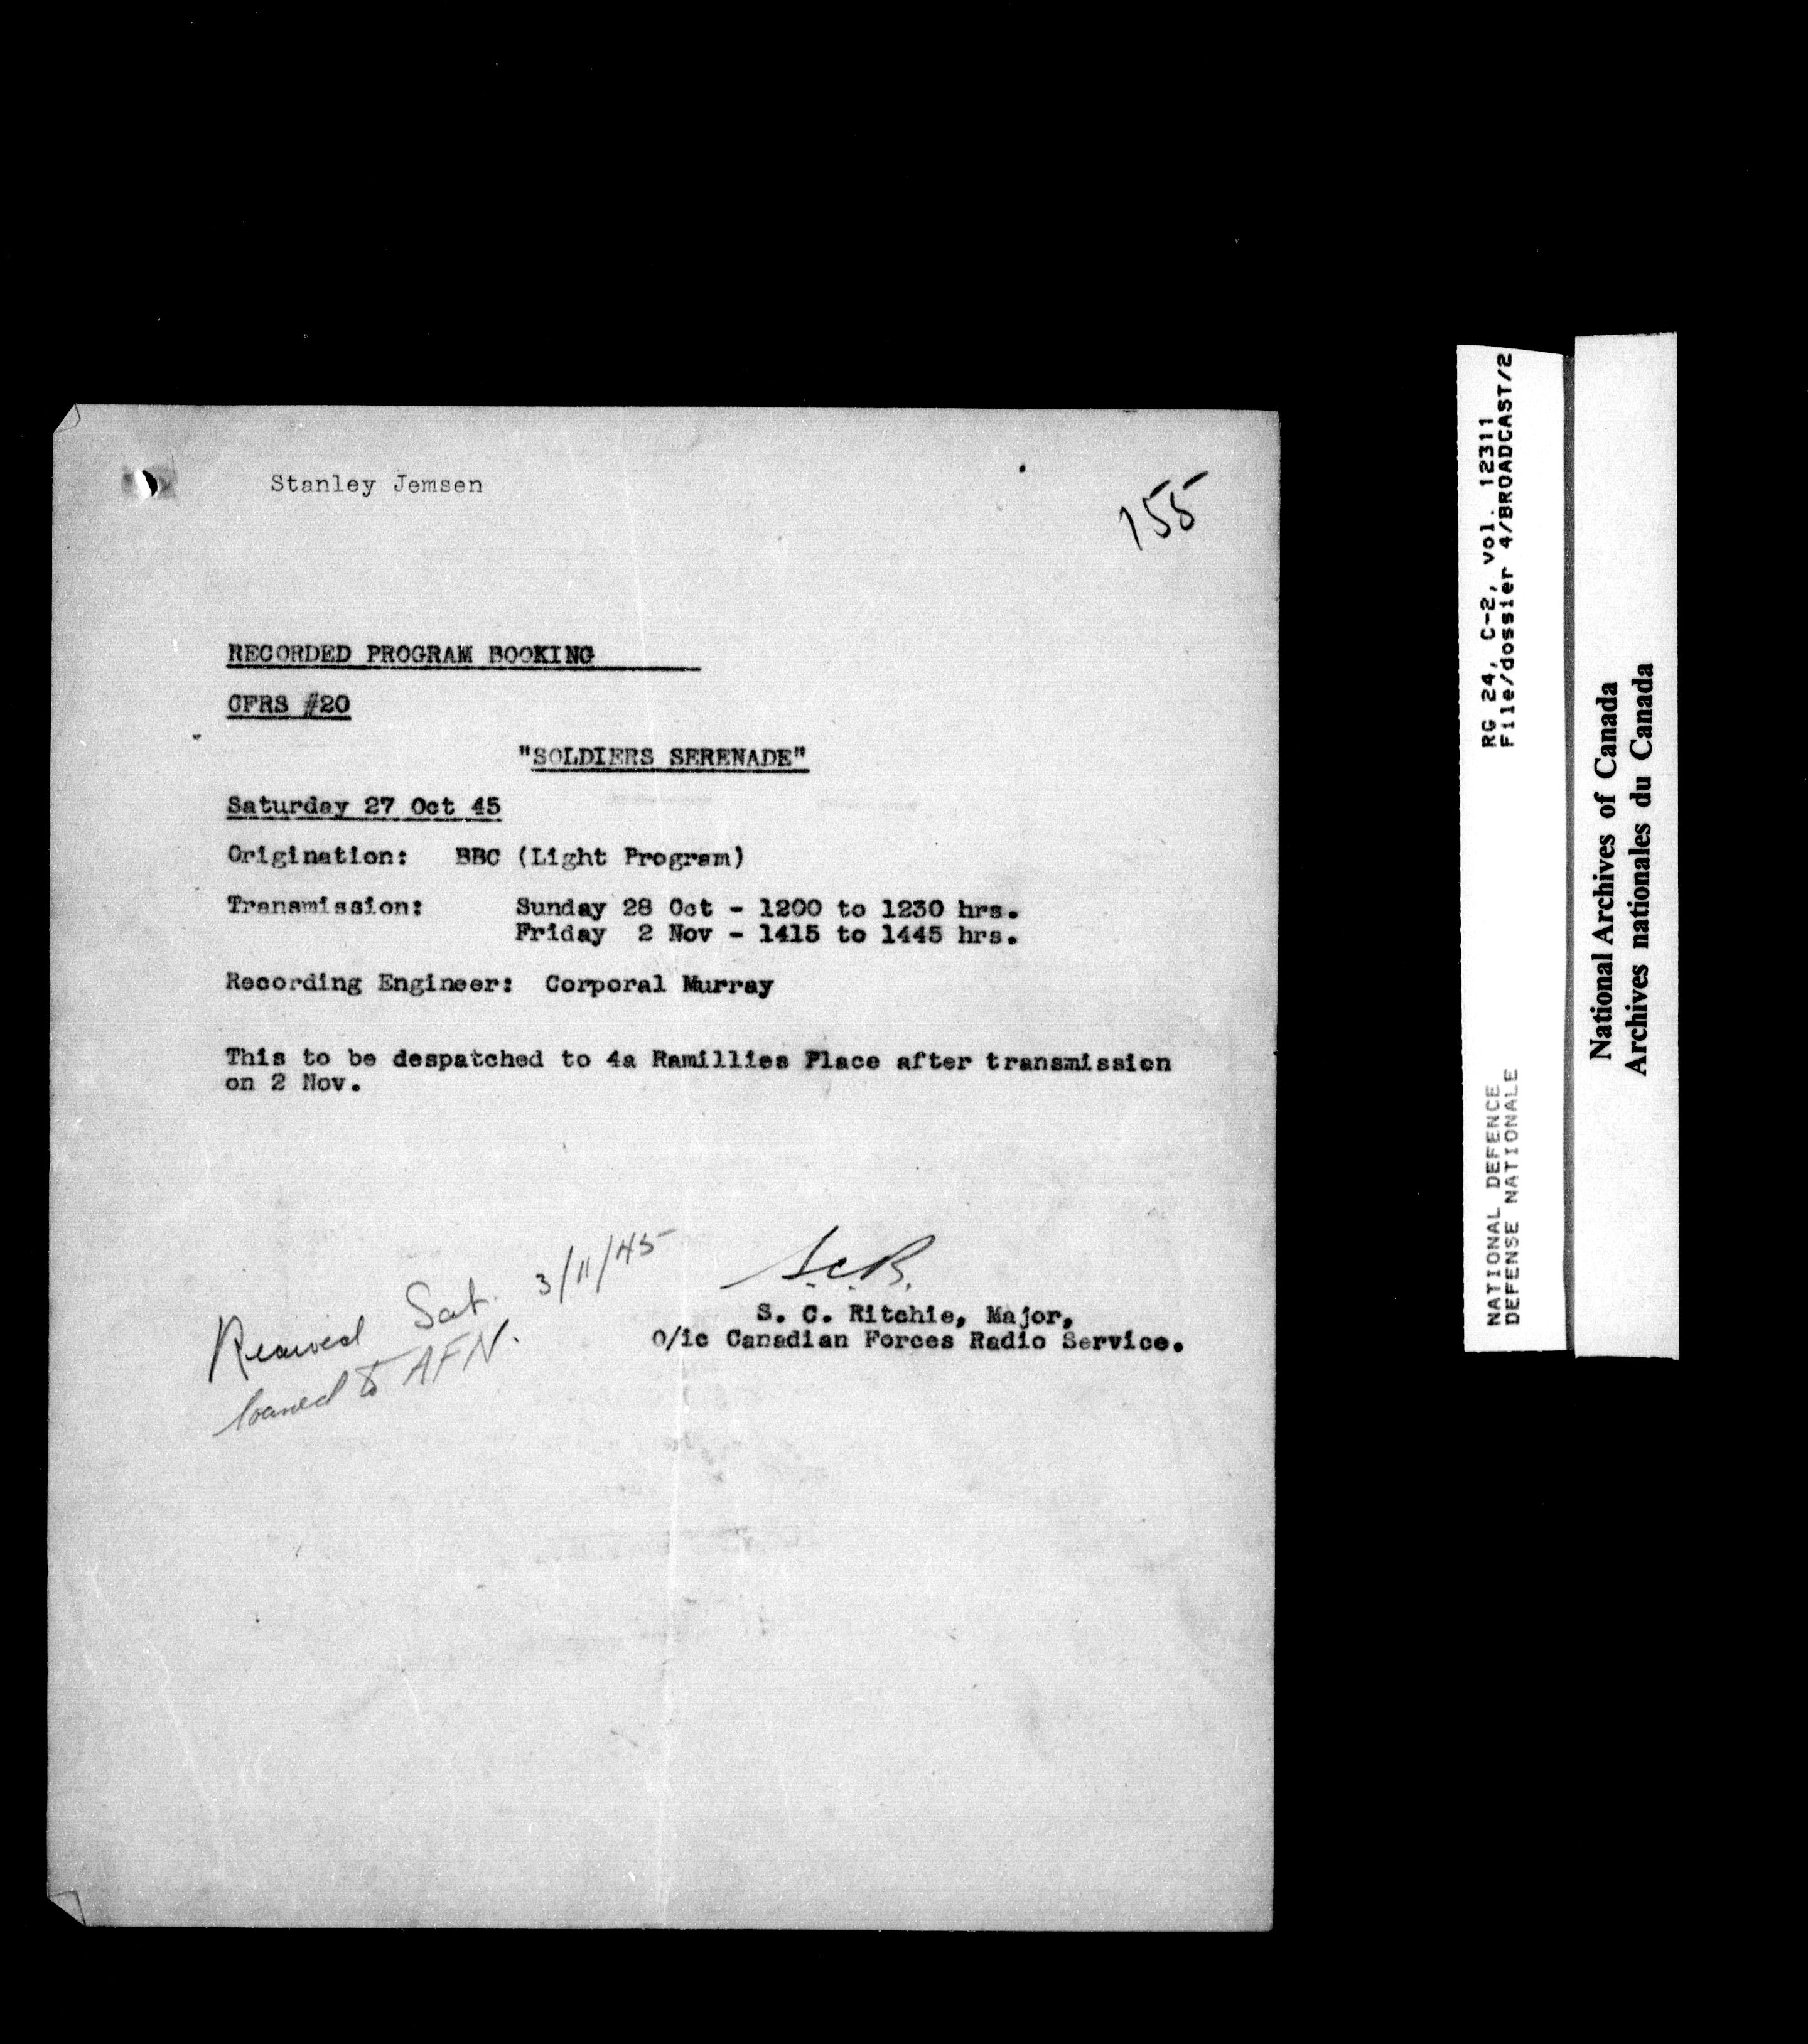 Stanley Jemsen
155
RECORDED PROGRAM BOOKING
CFRS #20
"SOLDIERS SERENADE"
Saturday 27 Oct 45
Origination: BBC (Light Program)
Transmission: Sunday 28 Oct - 1200 to 1230 hrs.
Friday 2 Nov - 1415 to 1445 hrs.
Recording Engineer: Corporal Murray
This to be despatched to 4a Ramillies Place after transmission
on 2 Nov.
S.C.R.
S. C. Ritchie, Major,
O/ic Canadian Forces Radio Service.
Received Sat. 3/11/45
loaned to AFN.
RG 24, C-2, vol. 12311
File/dossier 4/BROADCAST/2
NATIONAL DEFENCE
DEFENSE NATIONALE
National Archives of Canada
Archives nationales du Canada